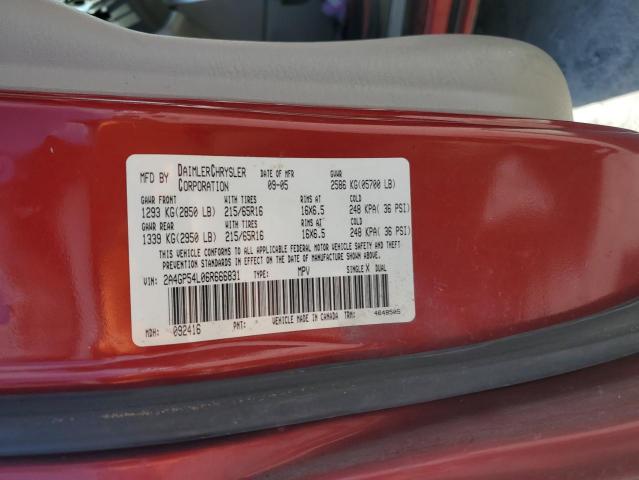 MFD BY DAIMLERCHRYSLER CORPORATION DATE OF MFR 09-05 GVWR 2586 KG(05700 LB)
GAWR FRONT WITH TIRES RIMS AT COLD
1293 KG(2850 LB) 215/65R16 16X6.5 248 KPA( 36 PSI)
GAWR REAR WITH TIRES RIMS AT COLD
1339 KG(2950 LB) 215/65R16 16X6.5 248 KPA( 36 PSI)
THIS VEHICLE CONFORMS TO ALL APPLICABLE FEDERAL MOTOR VEHICLE SAFETY AND THEFT
PREVENTION STANDARDS IN EFFECT ON THE DATE OF MANUFACTURE SHOWN ABOVE.
VIN: 2A4GP54L06R666831 TYPE: MPV SINGLE X DUAL
VEHICLE MADE IN CANADA
MDH: 092416 PNT: TRM: 4648505